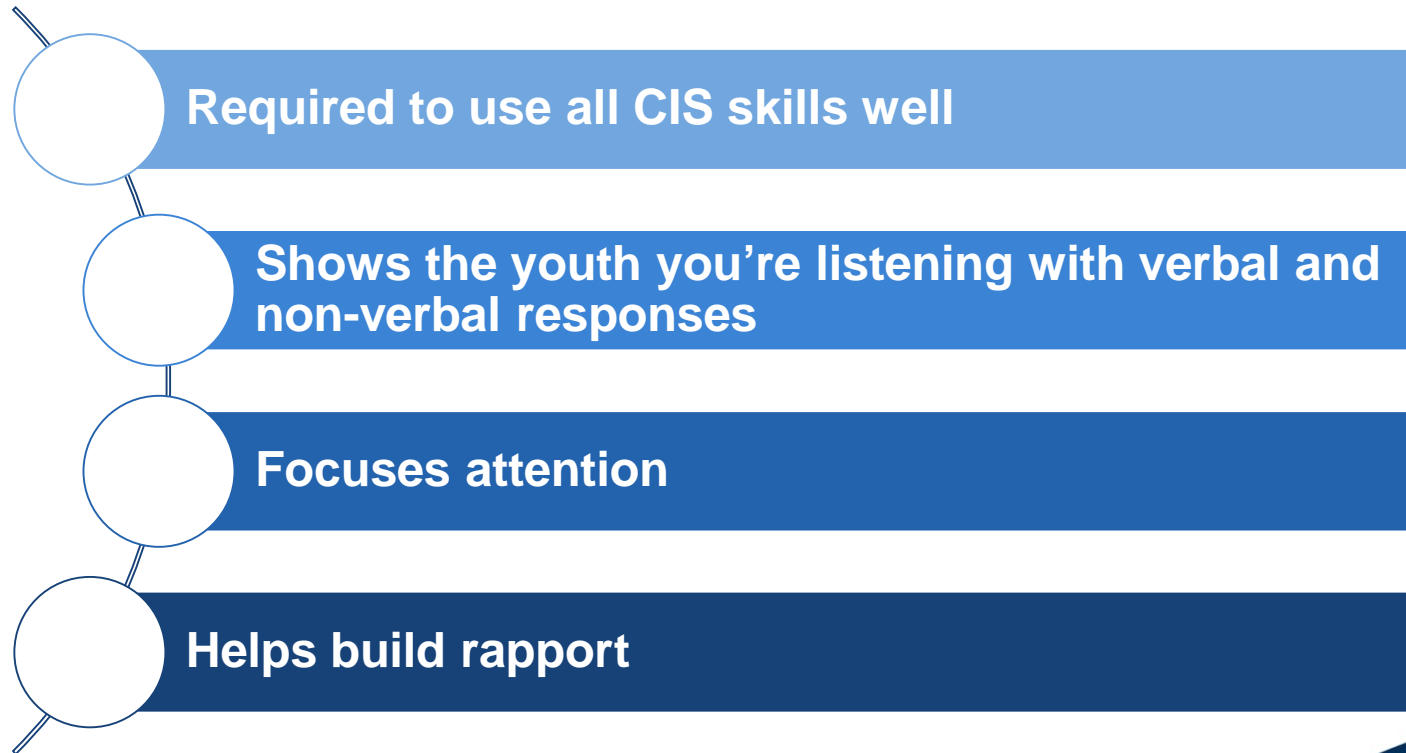 Required to use all CIS skills well
Shows the youth you’re listening with verbal and
non-verbal responses
Focuses attention
Helps build rapport